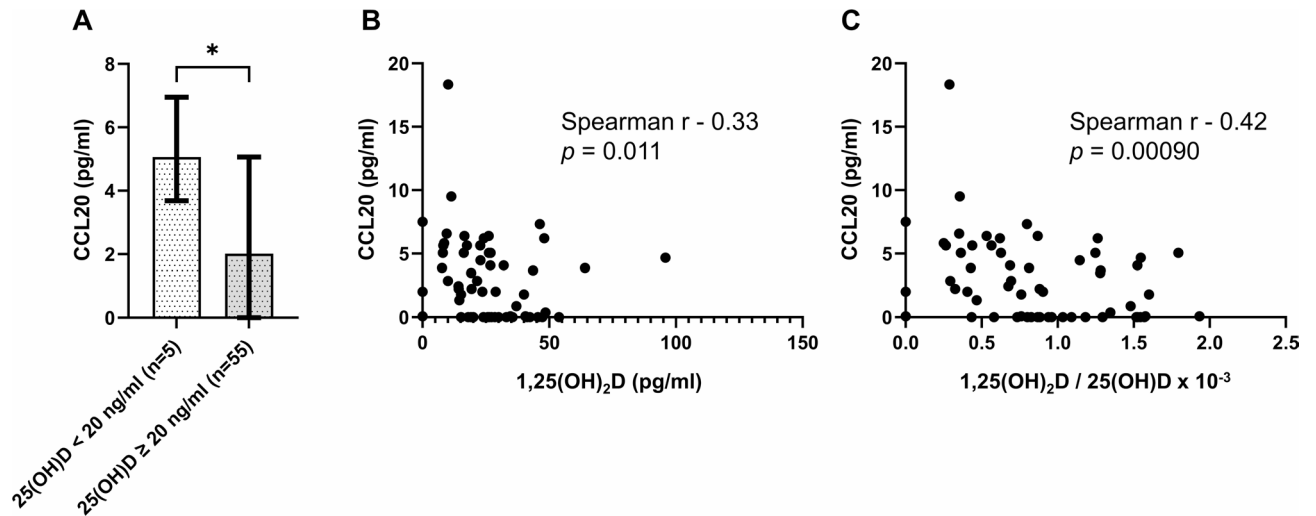 A
*
CCL20 (pg/ml)
8
6
4
2
0
25(OH)D < 20 ng/ml (n=5)
25(OH)D ≥ 20 ng/ml (n=55)
B
CCL20 (pg/ml)
20
15
10
5
0
Spearman r - 0.33
p = 0.011
0 50 100 150
1,25(OH)₂D (pg/ml)
C
CCL20 (pg/ml)
20
15
10
5
0
Spearman r - 0.42
p = 0.00090
0.0 0.5 1.0 1.5 2.0 2.5
1,25(OH)₂D / 25(OH)D x 10⁻³